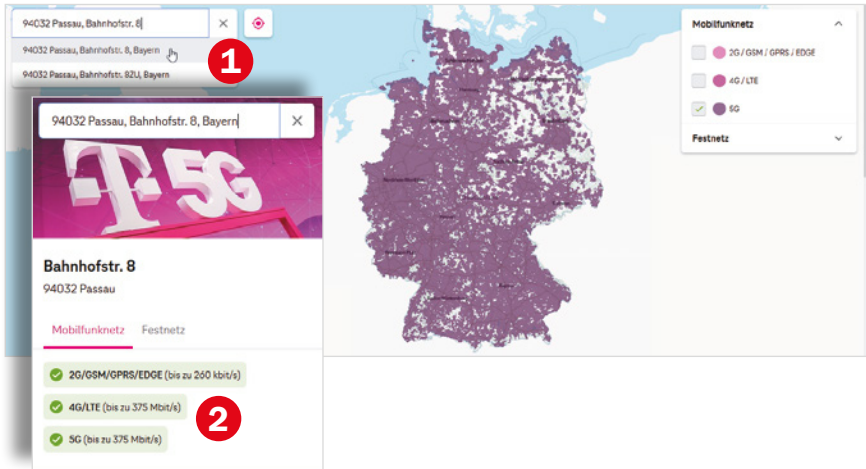 94032 Passau, Bahnhofstr. 8
94032 Passau, Bahnhofstr. 8, Bayern
94032 Passau, Bahnhofstr. 82U, Bayern
1
Mobilfunknetz
2G / GSM / GPRS / EDGE
4G / LTE
5G
Festnetz
94032 Passau, Bahnhofstr. 8, Bayern
T 5G
Bahnhofstr. 8
94032 Passau
Mobilfunknetz Festnetz
2G/GSM/GPRS/EDGE (bis zu 260 kbit/s)
4G/LTE (bis zu 375 Mbit/s)
2
5G (bis zu 375 Mbit/s)